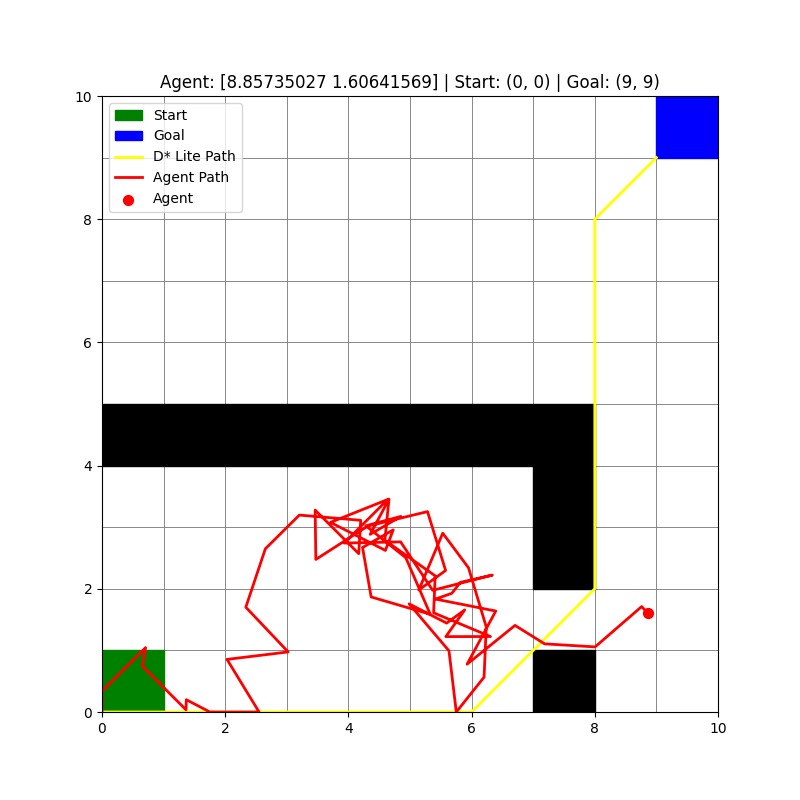 Agent: [8.85735027 1.60641569] | Start: (0, 0) | Goal: (9, 9)
10
Start
Goal
D* Lite Path
Agent Path
Agent
8
6
4
2
0
0 2 4 6 8 10